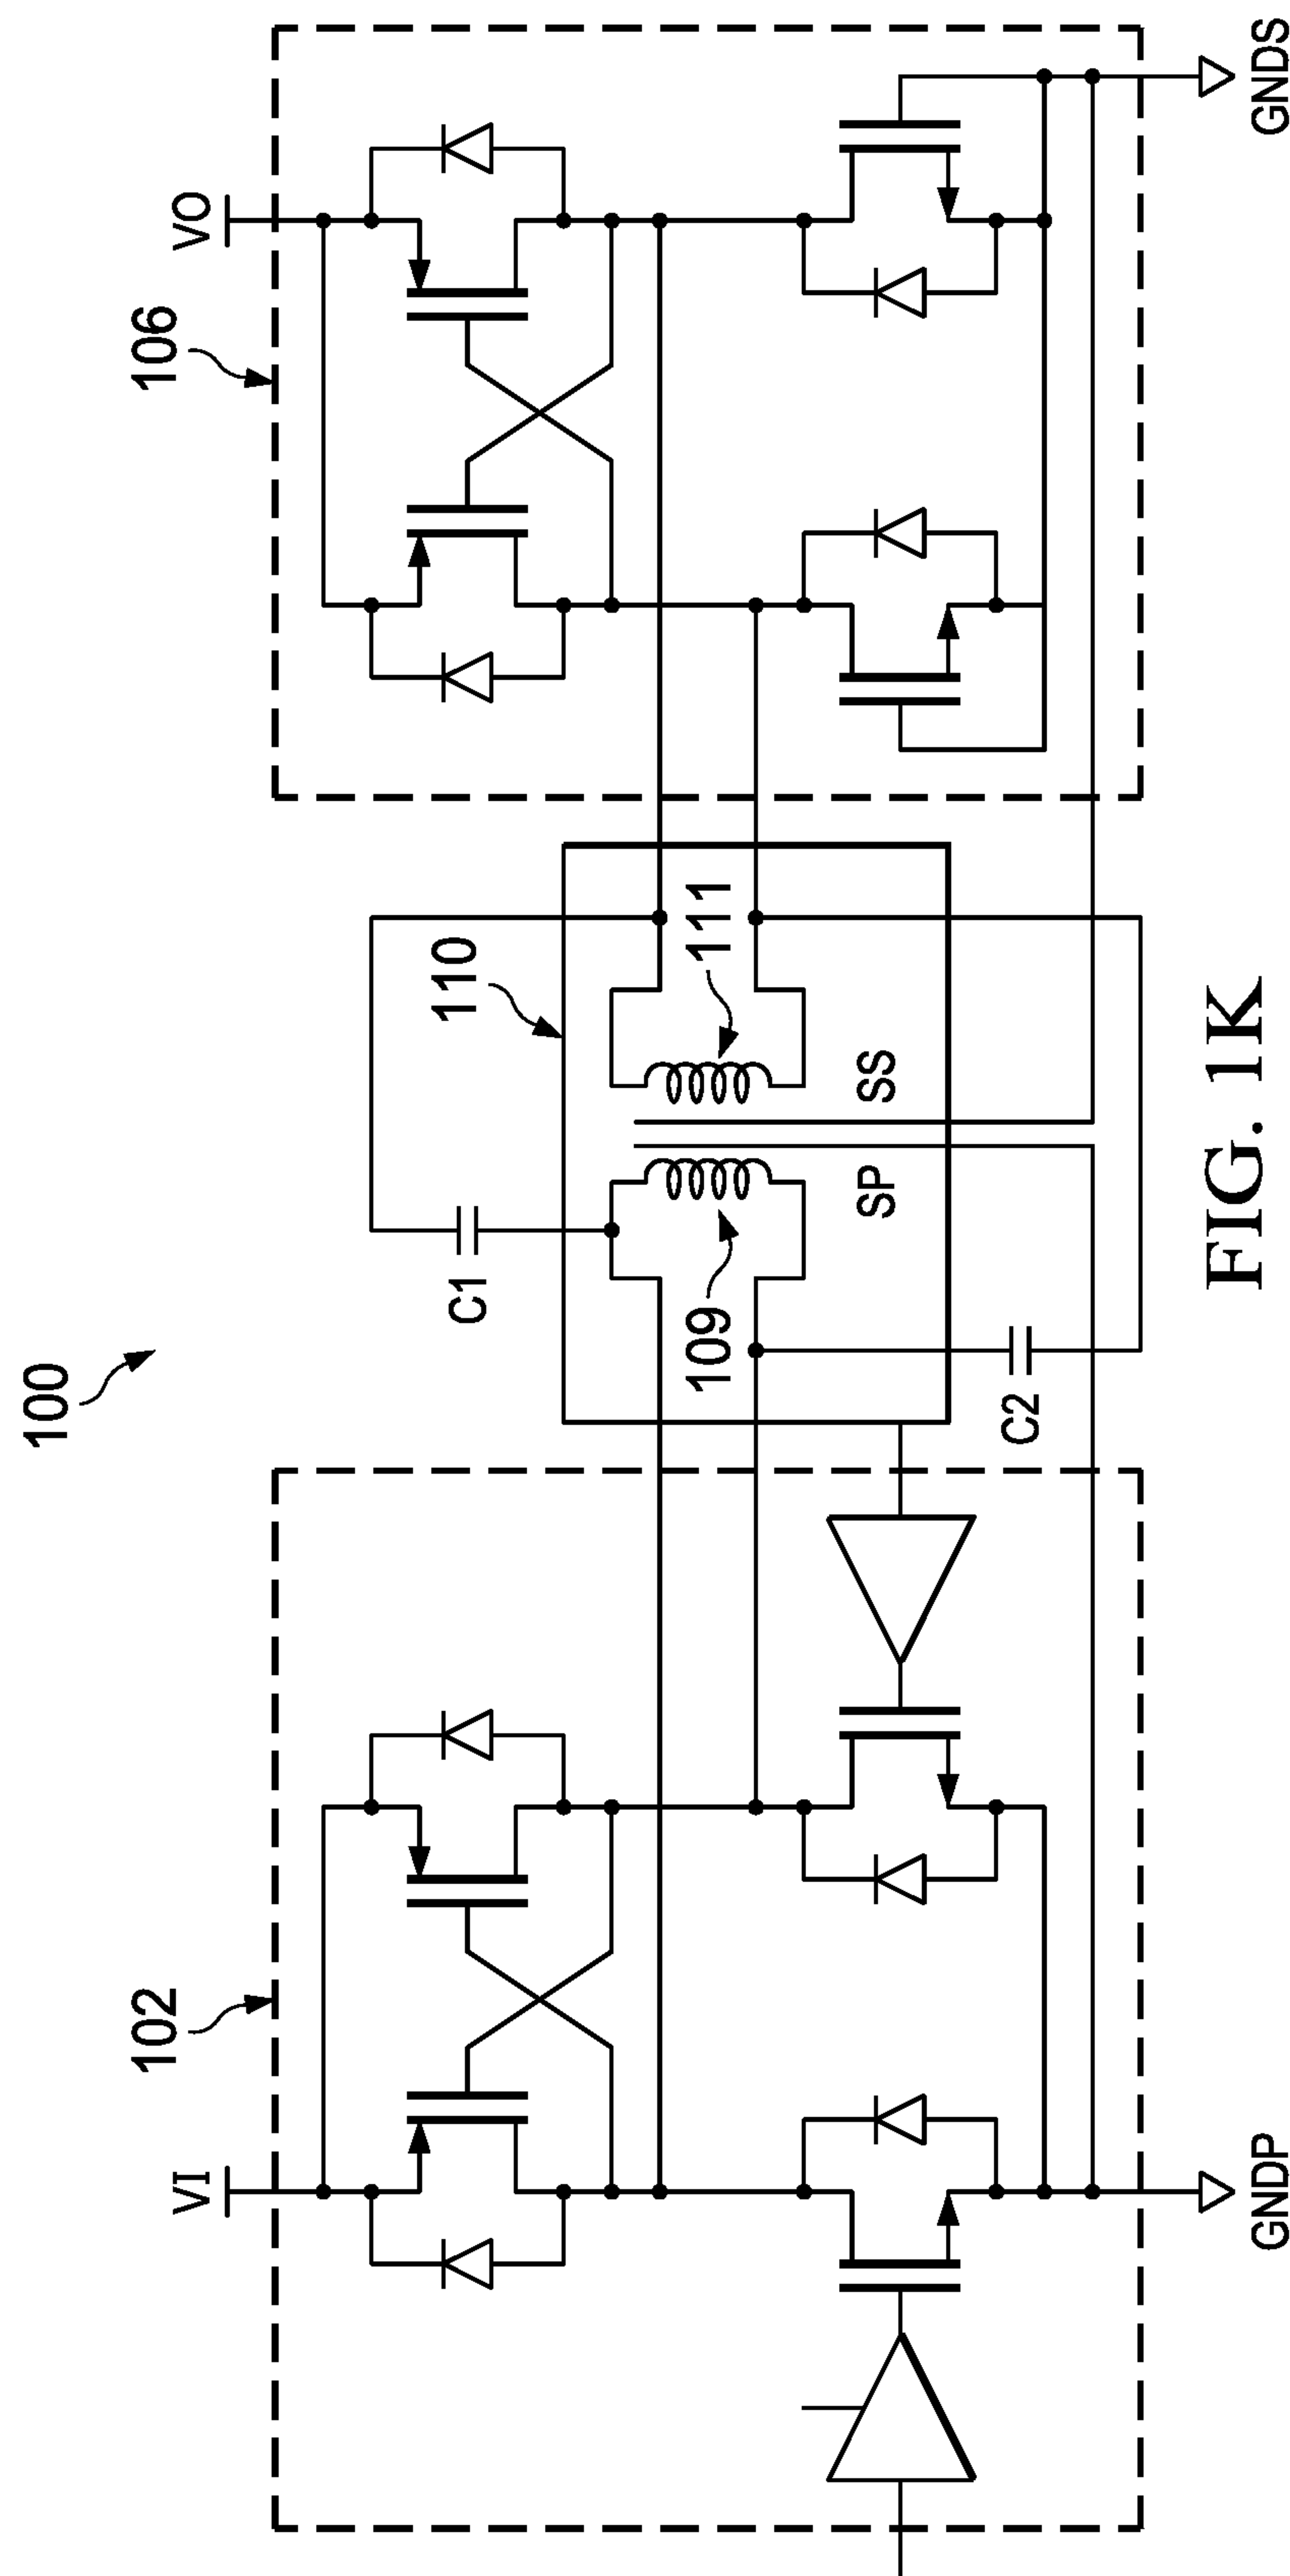 100
102
106
VI
VO
C1
110
109
111
SP
SS
C2
GNDP
GNDS
FIG. 1K